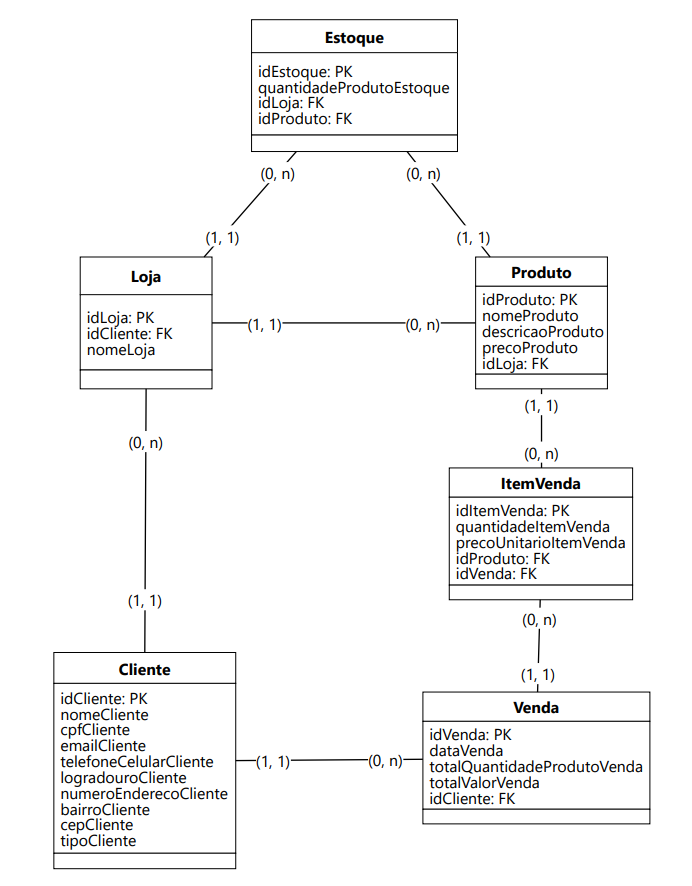 Estoque
idEstoque: PK
quantidadeProdutoEstoque
idLoja: FK
idProduto: FK
(0, n)
(0, n)
(1, 1)
(1, 1)
Loja
idLoja: PK
idCliente: FK
nomeLoja
(1, 1)
(0, n)
Produto
idProduto: PK
nomeProduto
descricaoProduto
precoProduto
idLoja: FK
(1, 1)
(0, n)
(0, n)
ItemVenda
idItemVenda: PK
quantidadeItemVenda
precoUnitarioItemVenda
idProduto: FK
idVenda: FK
(1, 1)
(0, n)
(1, 1)
Cliente
idCliente: PK
nomeCliente
cpfCliente
emailCliente
telefoneCelularCliente
logradouroCliente
numeroEnderecoCliente
bairroCliente
cepCliente
tipoCliente
(1, 1)
(0, n)
Venda
idVenda: PK
dataVenda
totalQuantidadeProdutoVenda
totalValorVenda
idCliente: FK